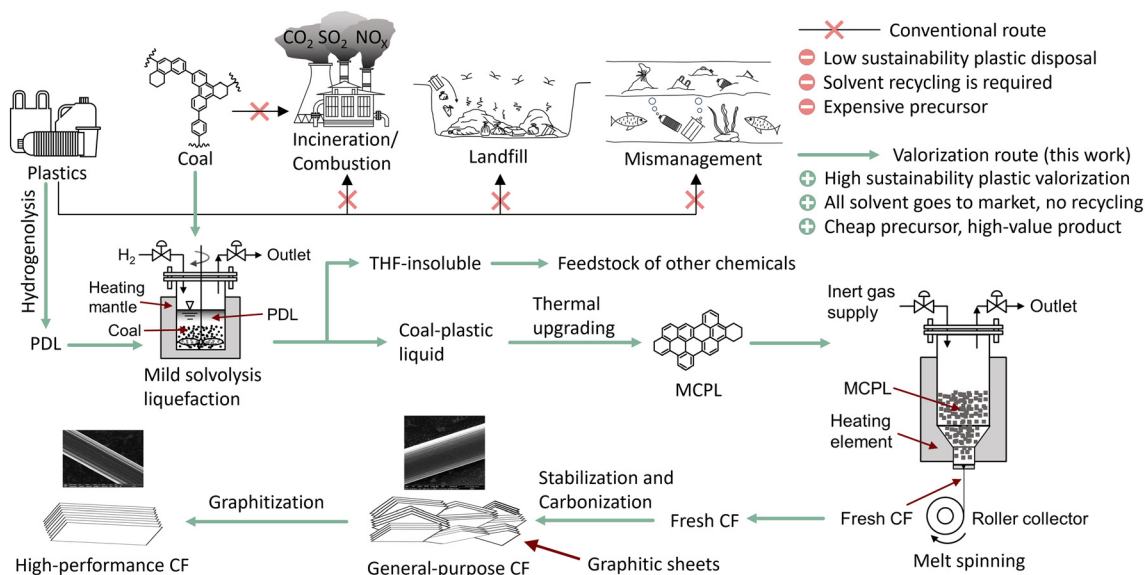 CO2 SO2 NOX
Conventional route
Low sustainability plastic disposal
Solvent recycling is required
Expensive precursor
Plastics
Coal
Incineration/
Combustion
Landfill
Mismanagement
Valorization route (this work)
High sustainability plastic valorization
All solvent goes to market, no recycling
Cheap precursor, high-value product
Hydrogenolysis
PDL
H2
Outlet
Heating
mantle
Coal
PDL
Mild solvolysis
liquefaction
THF-insoluble
Feedstock of other chemicals
Coal-plastic
liquid
Thermal
upgrading
MCPL
Inert gas
supply
Outlet
MCPL
Heating
element
Fresh CF
Roller collector
Melt spinning
Fresh CF
Stabilization and
Carbonization
Graphitic sheets
General-purpose CF
Graphitization
High-performance CF